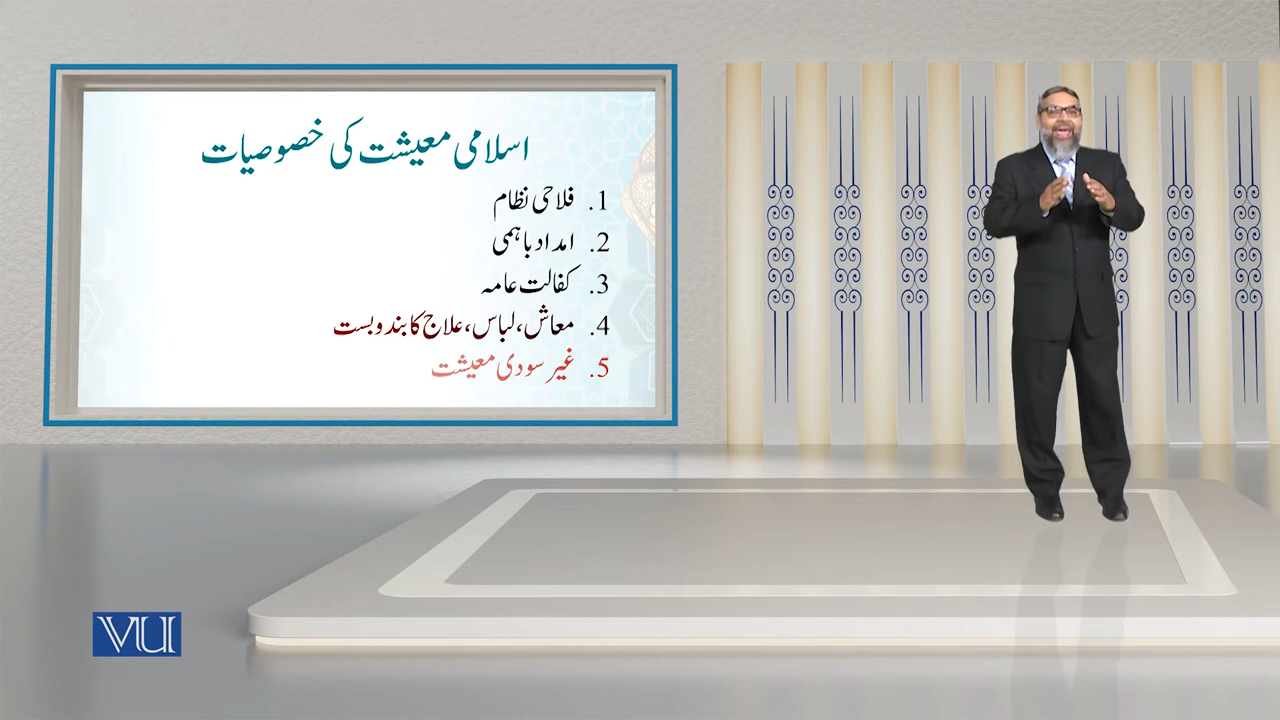 اسلامی معیشت کی خصوصیات
1. فلاحی نظام
2. امداد باہمی
3. کفالت عامہ
4. معاش، لباس، علاج کا بندوبست
5. غیر سودی معیشت
VU